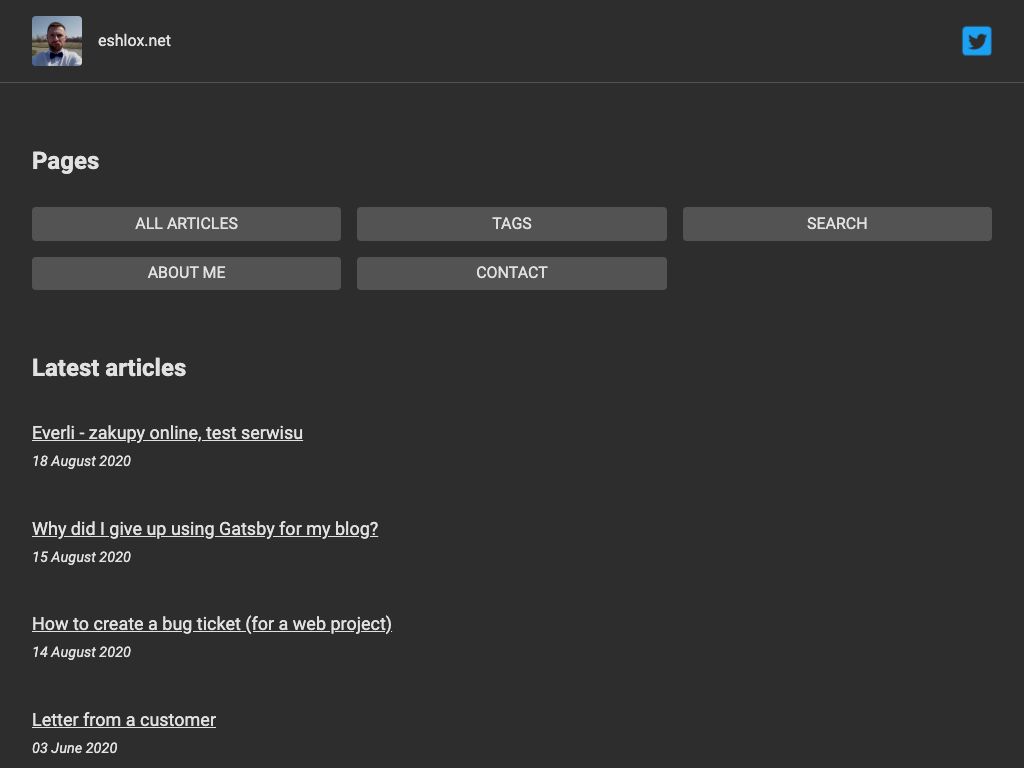 eshlox.net
Pages
ALL ARTICLES
TAGS
SEARCH
ABOUT ME
CONTACT
Latest articles
Everli - zakupy online, test serwisu
18 August 2020
Why did I give up using Gatsby for my blog?
15 August 2020
How to create a bug ticket (for a web project)
14 August 2020
Letter from a customer
03 June 2020